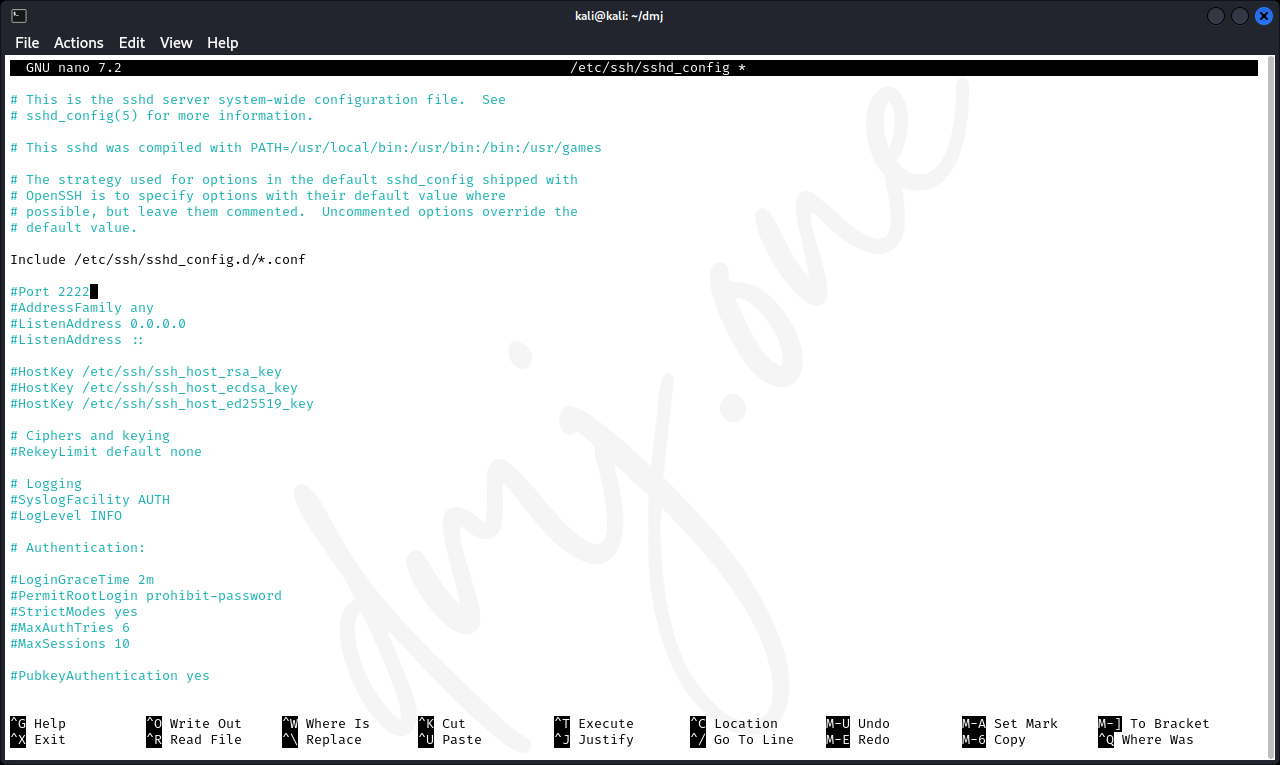 kali@kali: ~/dmj
File Actions Edit View Help
GNU nano 7.2 /etc/ssh/sshd_config *
# This is the sshd server system-wide configuration file.  See
# sshd_config(5) for more information.
# This sshd was compiled with PATH=/usr/local/bin:/usr/bin:/bin:/usr/games
# The strategy used for options in the default sshd_config shipped with
# OpenSSH is to specify options with their default value where
# possible, but leave them commented.  Uncommented options override the
# default value.
Include /etc/ssh/sshd_config.d/*.conf
#Port 2222
#AddressFamily any
#ListenAddress 0.0.0.0
#ListenAddress ::
#HostKey /etc/ssh/ssh_host_rsa_key
#HostKey /etc/ssh/ssh_host_ecdsa_key
#HostKey /etc/ssh/ssh_host_ed25519_key
# Ciphers and keying
#RekeyLimit default none
# Logging
#SyslogFacility AUTH
#LogLevel INFO
# Authentication:
#LoginGraceTime 2m
#PermitRootLogin prohibit-password
#StrictModes yes
#MaxAuthTries 6
#MaxSessions 10
#PubkeyAuthentication yes
^G Help ^O Write Out ^W Where Is ^K Cut ^T Execute ^C Location M-U Undo M-A Set Mark M-] To Bracket
^X Exit ^R Read File ^\ Replace ^U Paste ^J Justify ^/ Go To Line M-E Redo M-6 Copy ^Q Where Was
dmj.one